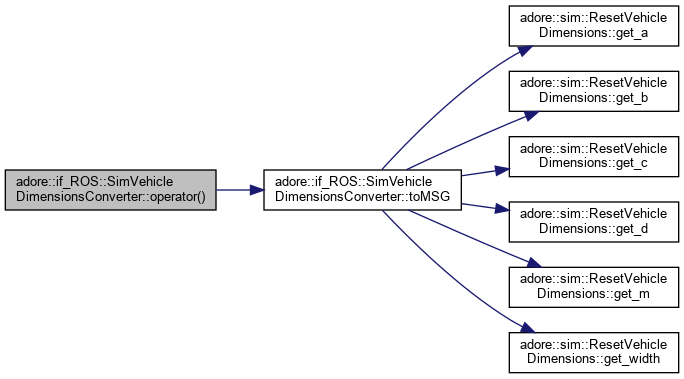 adore::if_ROS::SimVehicle
DimensionsConverter::operator()
adore::if_ROS::SimVehicle
DimensionsConverter::toMSG
adore::sim::ResetVehicle
Dimensions::get_a
adore::sim::ResetVehicle
Dimensions::get_b
adore::sim::ResetVehicle
Dimensions::get_c
adore::sim::ResetVehicle
Dimensions::get_d
adore::sim::ResetVehicle
Dimensions::get_m
adore::sim::ResetVehicle
Dimensions::get_width